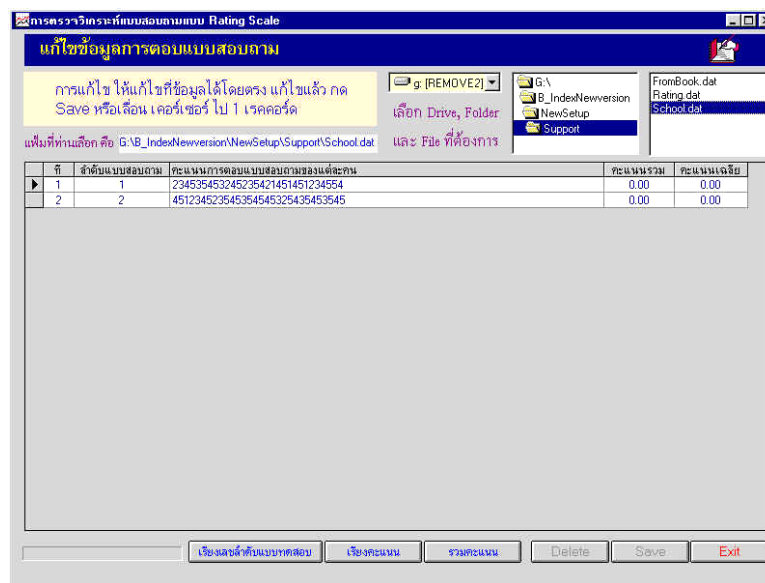 การตรวจวิเคราะห์แบบสอบถามแบบ Rating Scale
แก้ไขข้อมูลการตอบแบบสอบถาม
การแก้ไข ให้แก้ไขที่ข้อมูลได้โดยตรง แก้ไขแล้ว กด
Save หรือเลื่อน เคอร์เซอร์ ไป 1 เรคคอร์ด
แฟ้มที่ท่านเลือก คือ G:\B_IndexNewversion\NewSetup\Support\School.dat
g: [REMOVE2]
เลือก Drive, Folder
และ File ที่ต้องการ
G:\
B_IndexNewversion
NewSetup
Support
FromBook.dat
Rating.dat
School.dat
ที่ ลำดับแบบสอบถาม คะแนนการตอบแบบสอบถามของแต่ละคน คะแนนรวม คะแนนเฉลี่ย
1 1 2345354532452354214514512345​54 0.00 0.00
2 2 4512345235453545453254354535​45 0.00 0.00
เรียงเลขลำดับแบบทดสอบ เรียงคะแนน รวมคะแนน Delete Save Exit